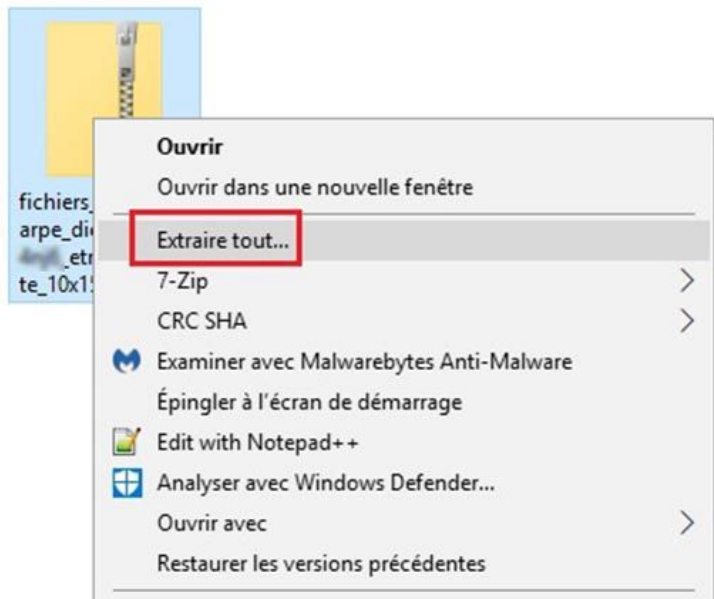 fichiers_
arpe_di
_etr
te_10x1
Ouvrir
Ouvrir dans une nouvelle fenêtre
Extraire tout...
7-Zip
CRC SHA
Examiner avec Malwarebytes Anti-Malware
Épingler à l'écran de démarrage
Edit with Notepad++
Analyser avec Windows Defender...
Ouvrir avec
Restaurer les versions précédentes